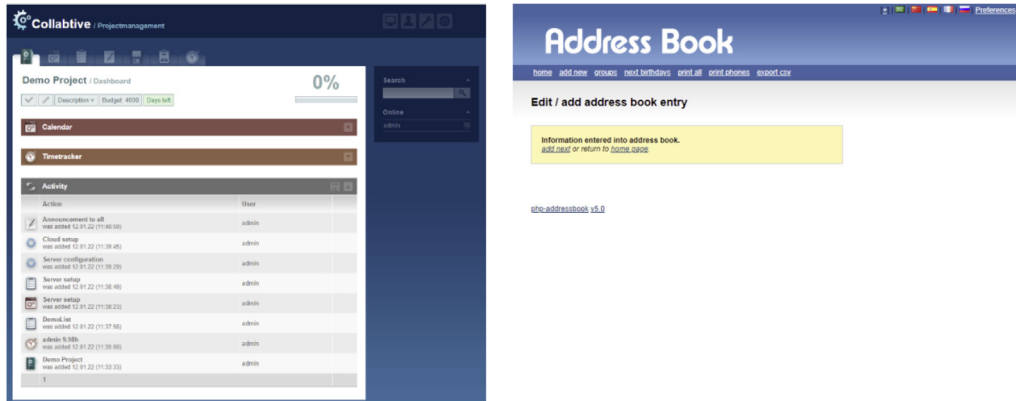 Collabtive / Projectmanagement
Demo Project / Dashboard
0%
Description
Budget 4000
Days left
Calendar
Timetracker
Activity
Action User
Announcement to all admin
was added 12.01.22 (11:40:50)
Cloud setup admin
was added 12.01.22 (11:39:45)
Server configuration admin
was added 12.01.22 (11:39:29)
Server setup admin
was added 12.01.22 (11:38:49)
Server setup admin
was added 12.01.22 (11:38:23)
DemoList admin
was added 12.01.22
admin 9.98h admin
was added 12.01.22
Demo Project admin
was added 12.01.22 (11:33:33)
1
Search
Online
admin
Preferences
Address Book
home add new groups next birthdays print all print phones export csv
Edit / add address book entry
Information entered into address book.
add next or return to home page.
php-addressbook v5.0